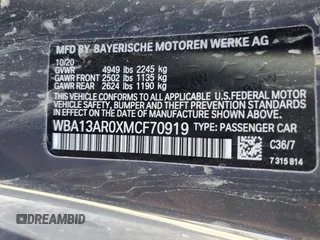 MFD BY BAYERISCHE MOTOREN WERKE AG
10/20
GVWR 4949 lbs 2245 kg
GAWR FRONT 2502 lbs 1135 kg
GAWR REAR 2624 lbs 1190 kg
THIS VEHICLE CONFORMS TO ALL APPLICABLE
U.S. FEDERAL MOTOR VEHICLE SAFETY,
BUMPER, AND THEFT PREVENTION STANDARDS
IN EFFECT ON THE DATE OF MANUFACTURE
SHOWN ABOVE.
WBA13AR0XMCF70919 TYPE: PASSENGER CAR
C36/7
7 315 814
DREAMBID